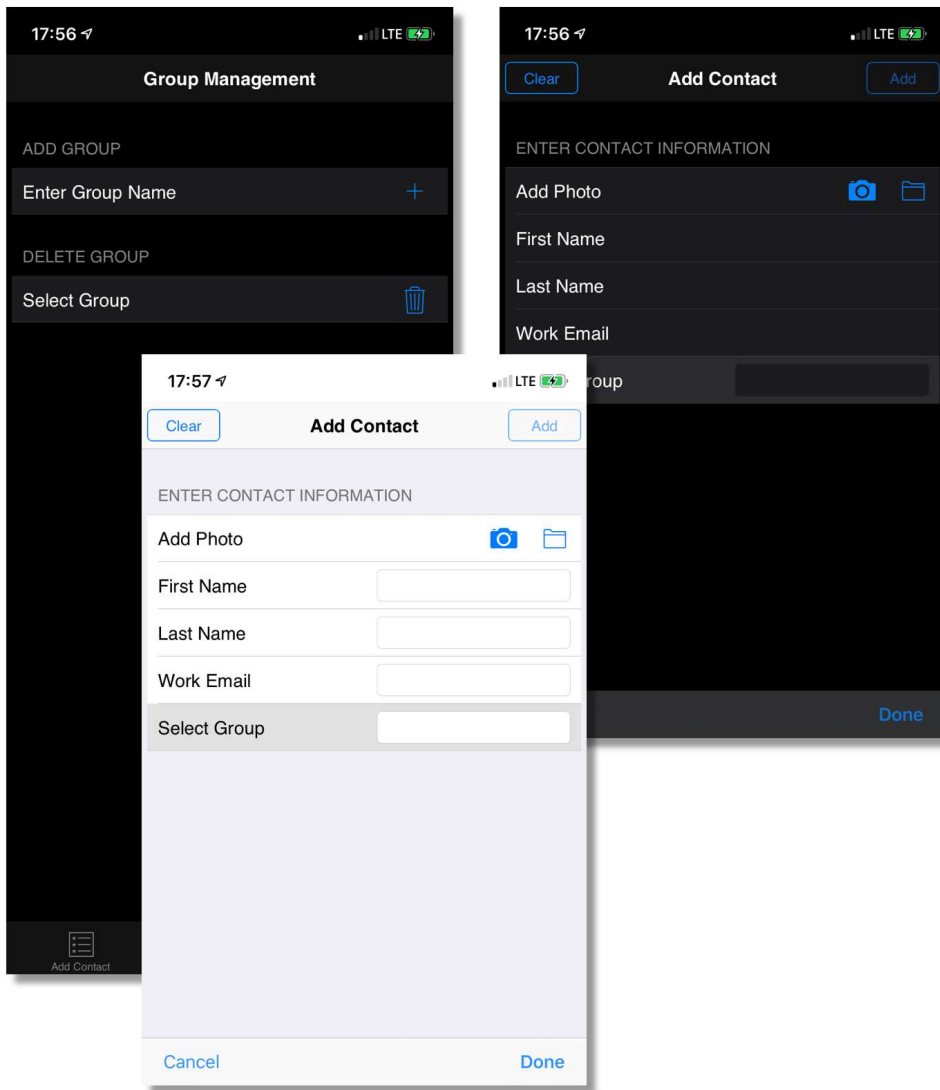 17:56 LTE
Group Management
ADD GROUP
Enter Group Name
DELETE GROUP
Select Group
Add Contact
17:56 LTE
Clear Add Contact Add
ENTER CONTACT INFORMATION
Add Photo
First Name
Last Name
Work Email
roup
Done
17:57 LTE
Clear Add Contact Add
ENTER CONTACT INFORMATION
Add Photo
First Name
Last Name
Work Email
Select Group
Cancel Done